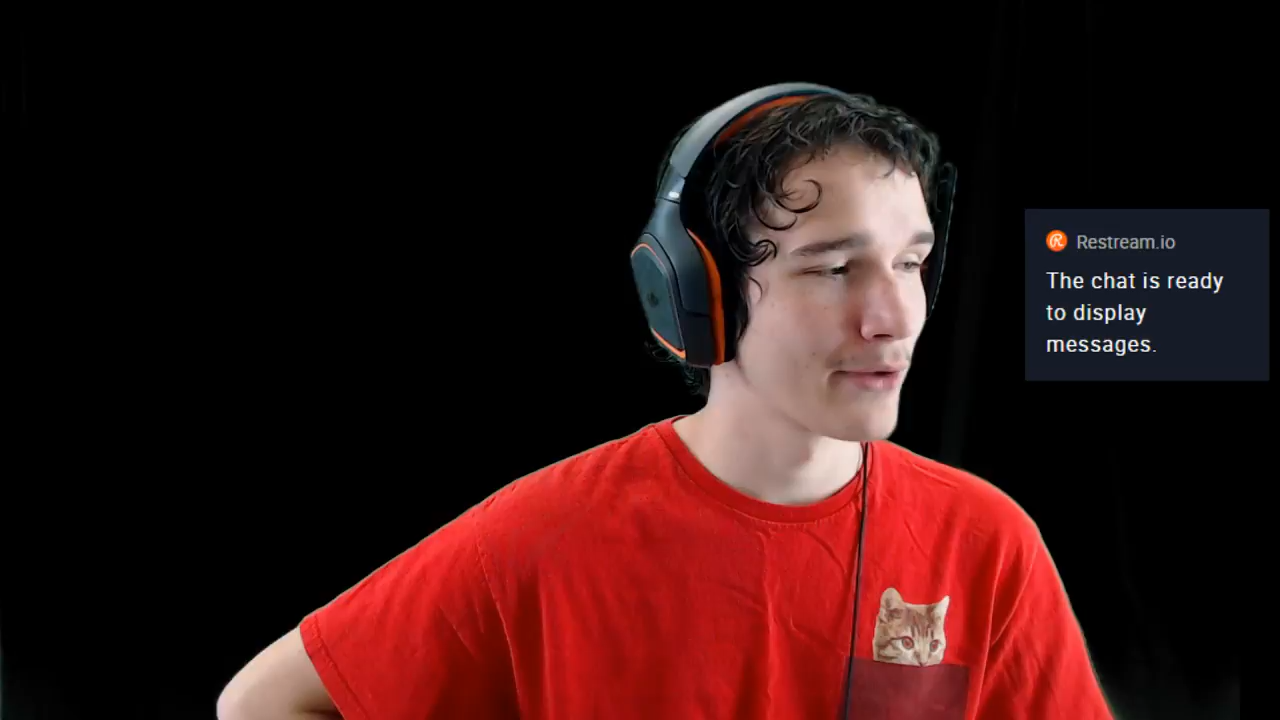 Restream.io
The chat is ready
to display
messages.